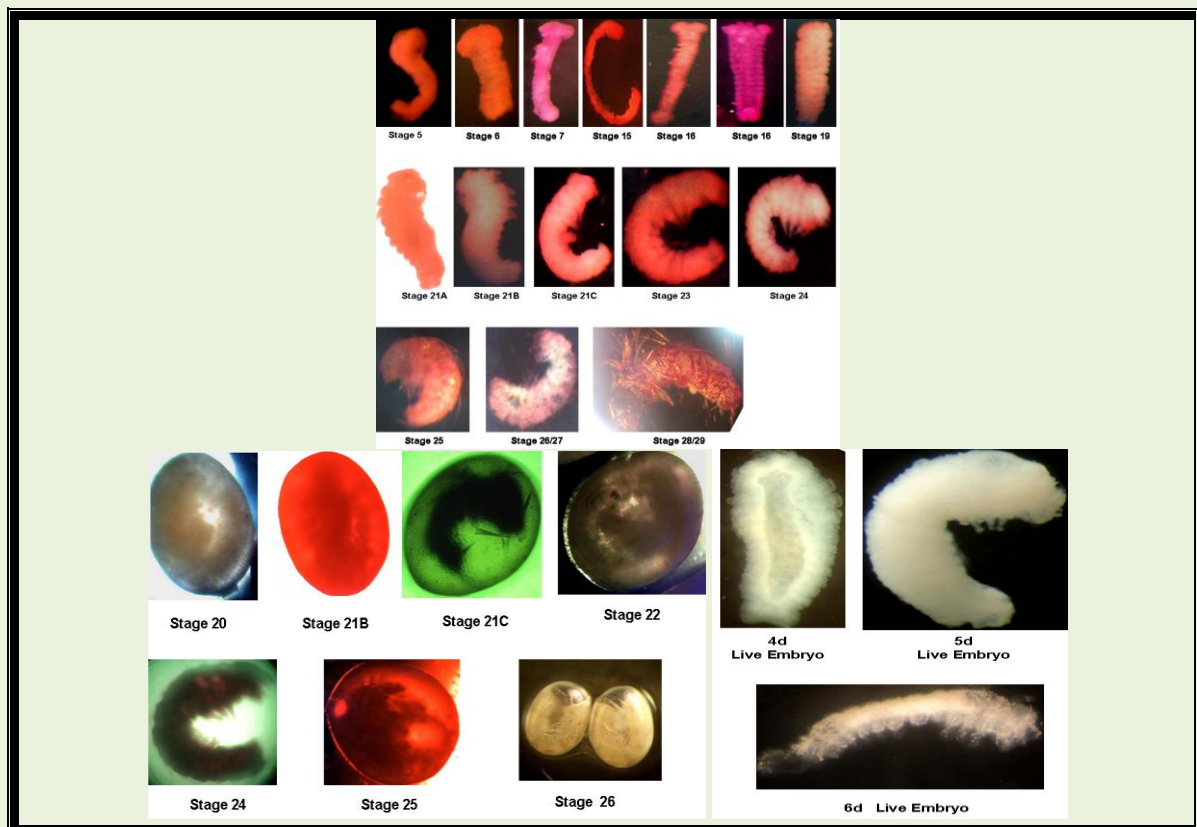 Stage 5
Stage 6
Stage 7
Stage 15
Stage 16
Stage 16
Stage 19
Stage 21A
Stage 21B
Stage 21C
Stage 23
Stage 24
Stage 25
Stage 26/27
Stage 28/29
Stage 20
Stage 21B
Stage 21C
Stage 22
Stage 24
Stage 25
Stage 26
4d
Live Embryo
5d
Live Embryo
6d Live Embryo